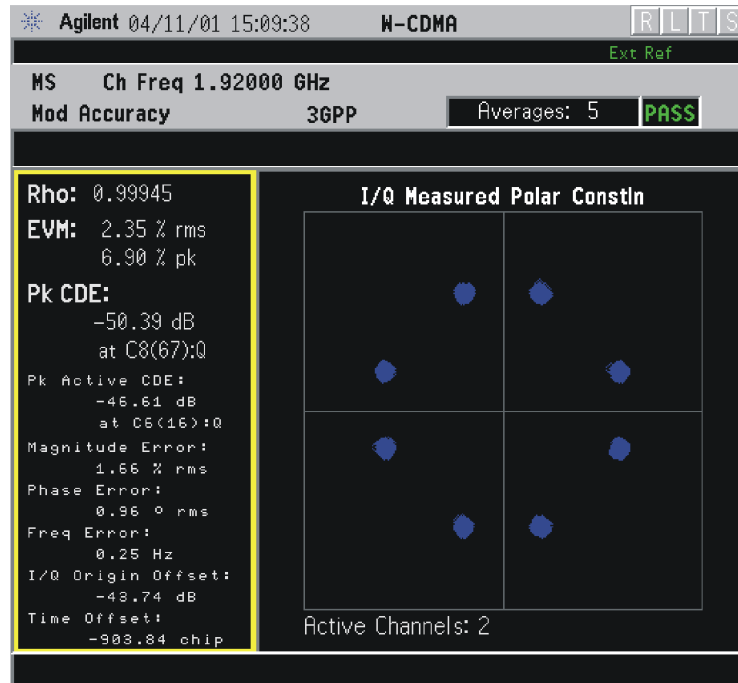 Agilent 04/11/01 15:09:38 W-CDMA R L T S
Ext Ref
MS Ch Freq 1.92000 GHz
Mod Accuracy 3GPP Averages: 5 PASS
Rho: 0.99945
EVM: 2.35 % rms
6.90 % pk
Pk CDE:
-50.39 dB
at C8(67):Q
Pk Active CDE:
-46.61 dB
at C6(16):Q
Magnitude Error:
1.66 % rms
Phase Error:
0.96 º rms
Freq Error:
0.25 Hz
I/Q Origin Offset:
-43.74 dB
Time Offset:
-903.84 chip
I/Q Measured Polar Constln
Active Channels: 2